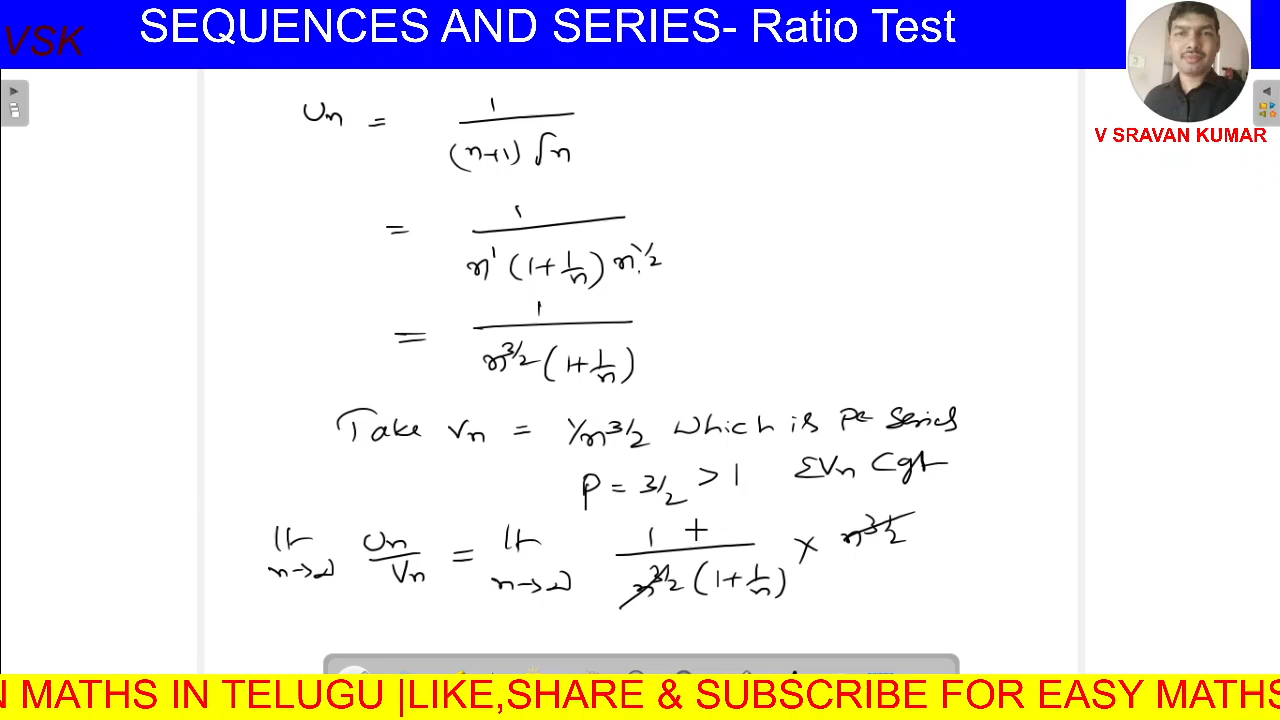 SEQUENCES AND SERIES- Ratio Test
VSK
V SRAVAN KUMAR
Un = 1 / (n+1) √n
= 1 / n^1 (1 + 1/n) n^1/2
= 1 / n^3/2 (1 + 1/n)
Take Vn = 1/n^3/2 which is series
P = 3/2 > 1 ΣVn Cgt
lt n→∞ Un/Vn = lt n→∞ 1 / n^3/2 (1 + 1/n) × n^3/2
N MATHS IN TELUGU |LIKE,SHARE & SUBSCRIBE FOR EASY MATHS